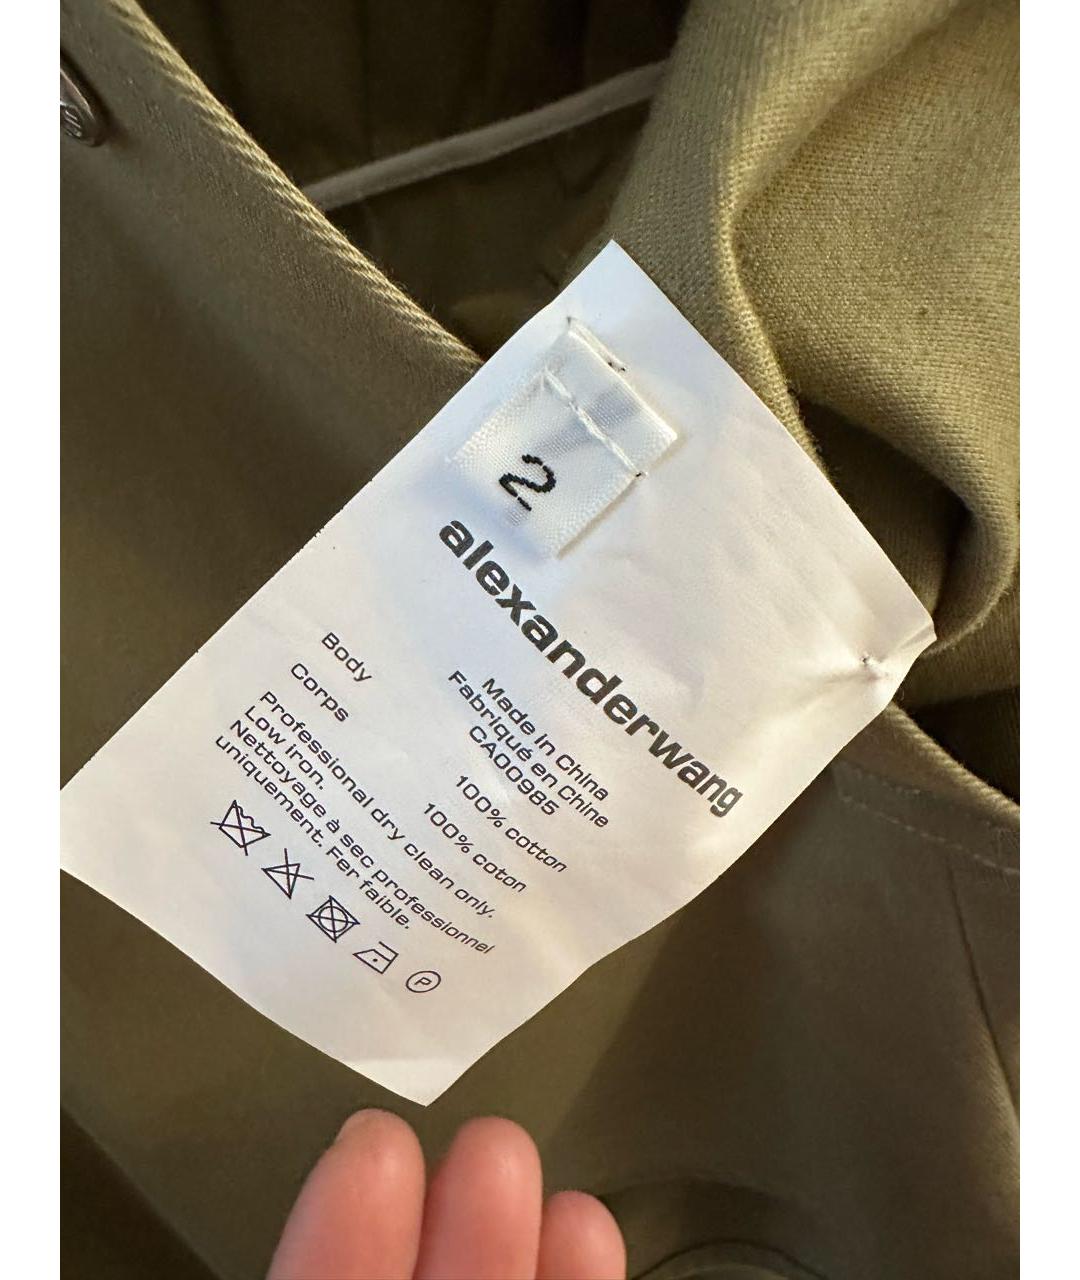 2
alexanderwang
Made in China
Fabriqué en Chine
CA00985
Body 100% cotton
Corps 100% coton
Professional dry clean only.
Low iron.
Nettoyage à sec professionnel
uniquement. Fer faible.
P